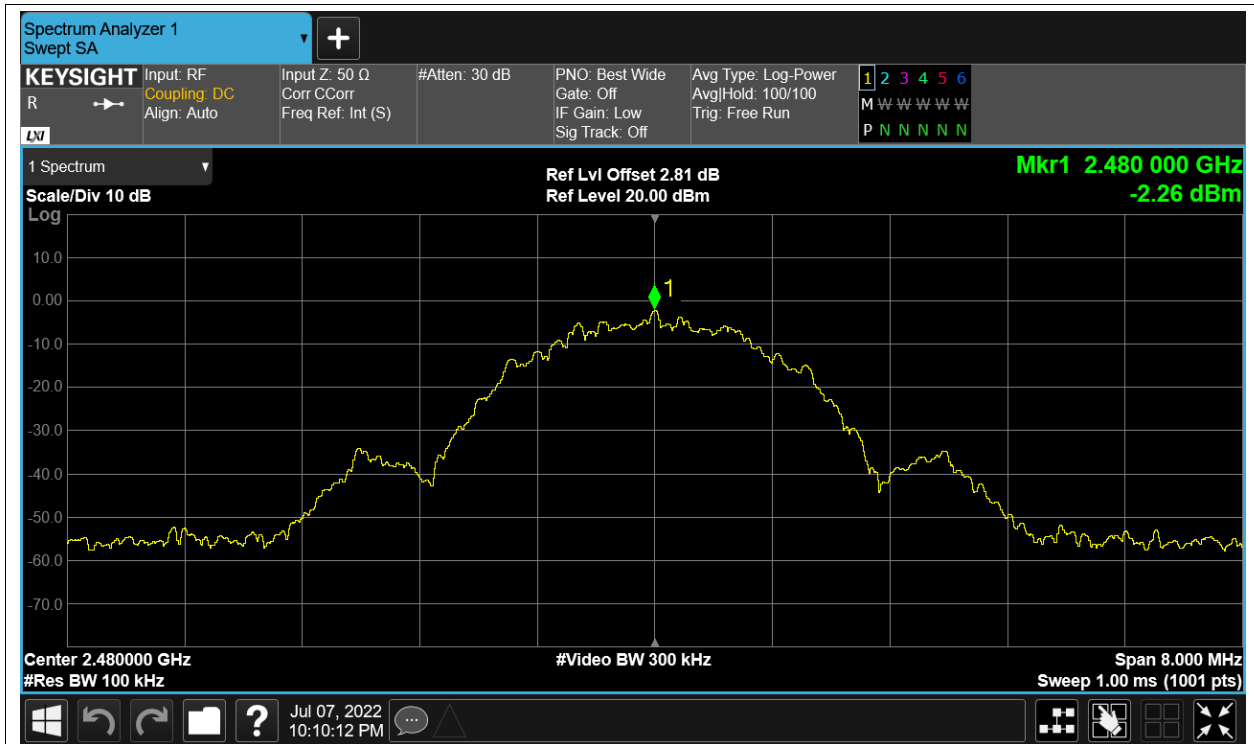 Spectrum Analyzer 1
Swept SA
+
KEYSIGHT
R
LXI
Input: RF
Coupling: DC
Align: Auto
Input Z: 50 Ω
Corr CCorr
Freq Ref: Int (S)
#Atten: 30 dB
PNO: Best Wide
Gate: Off
IF Gain: Low
Sig Track: Off
Avg Type: Log-Power
Avg|Hold: 100/100
Trig: Free Run
1 2 3 4 5 6
M W W W W W
P N N N N N
1 Spectrum
Scale/Div 10 dB
Log
Ref Lvl Offset 2.81 dB
Ref Level 20.00 dBm
Mkr1 2.480 000 GHz
-2.26 dBm
1
10.0
0.00
-10.0
-20.0
-30.0
-40.0
-50.0
-60.0
-70.0
Center 2.480000 GHz
#Res BW 100 kHz
#Video BW 300 kHz
Span 8.000 MHz
Sweep 1.00 ms (1001 pts)
?
Jul 07, 2022
10:10:12 PM